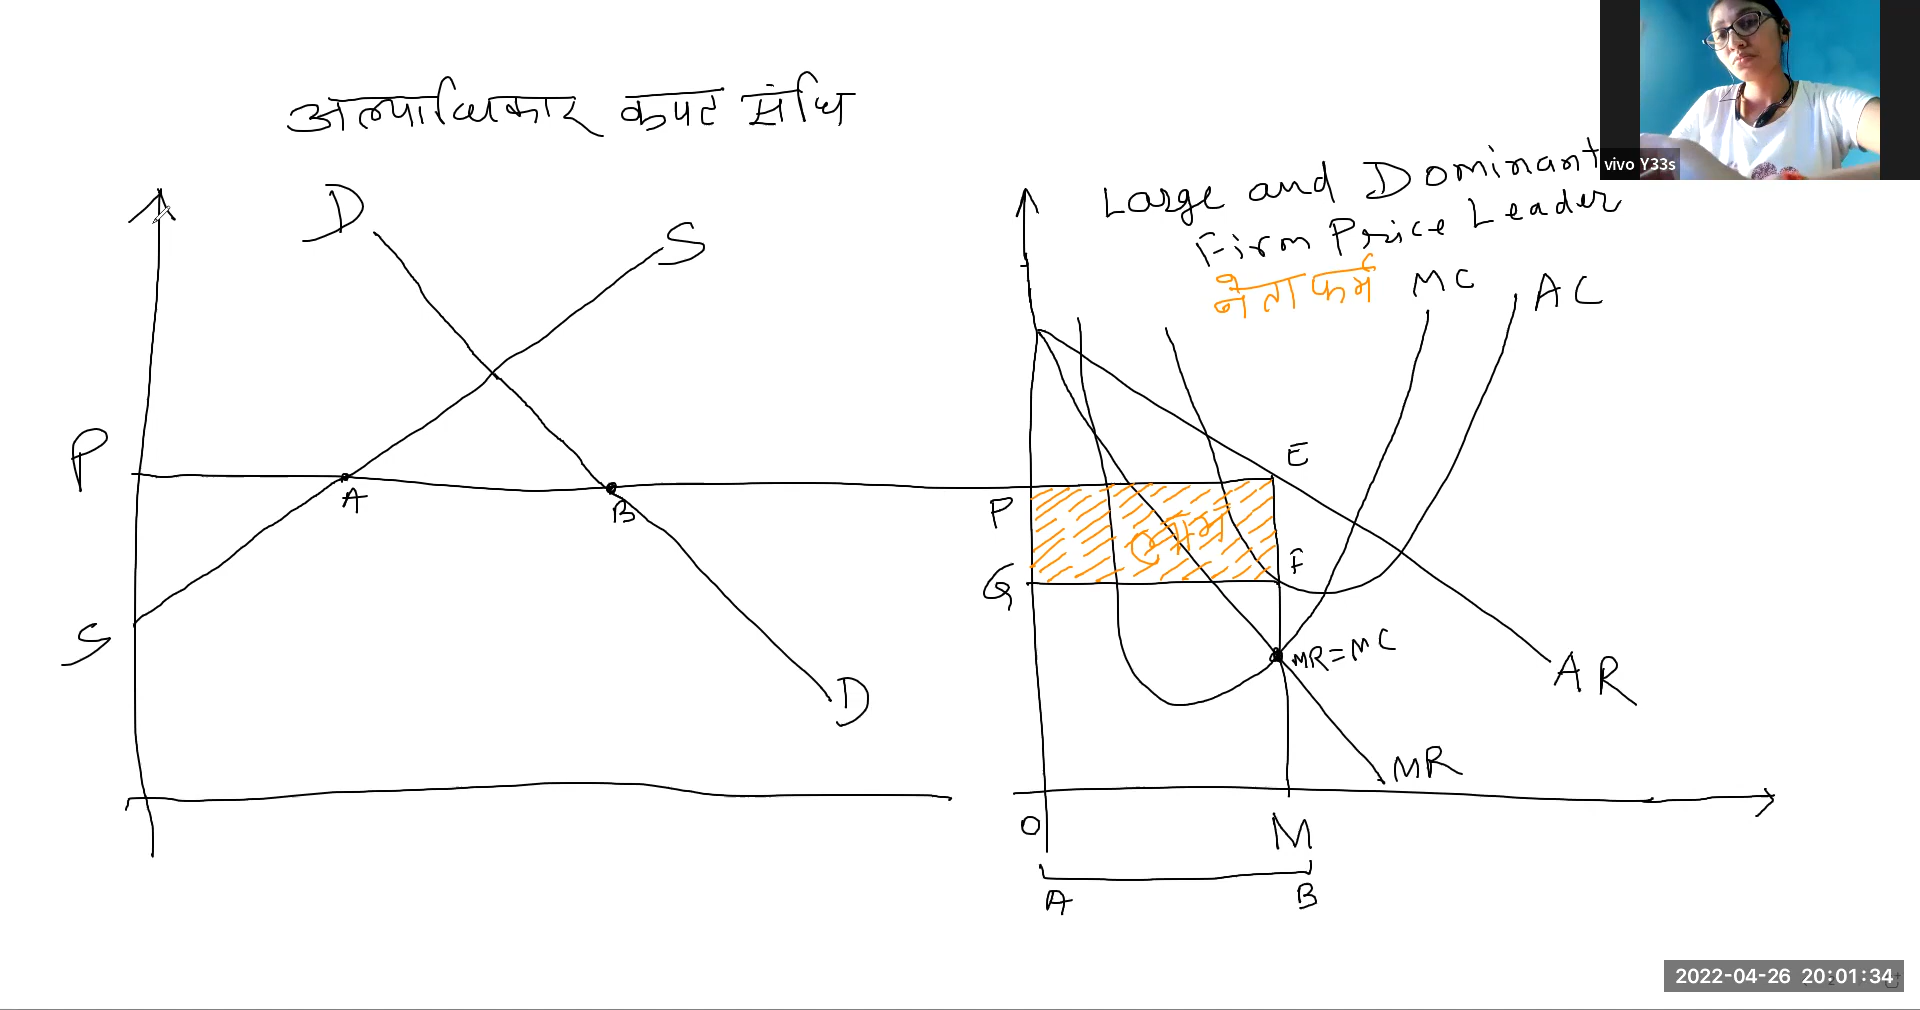 अल्पाधिकार कपट संधि
vivo Y33s
Large and Dominant
Firm Price Leader
नेता फर्म
D
S
MC
AC
P
A
B
E
P
लाभ
F
G
S
MR=MC
D
AR
MR
O
M
A
B
2022-04-26 20:01:34